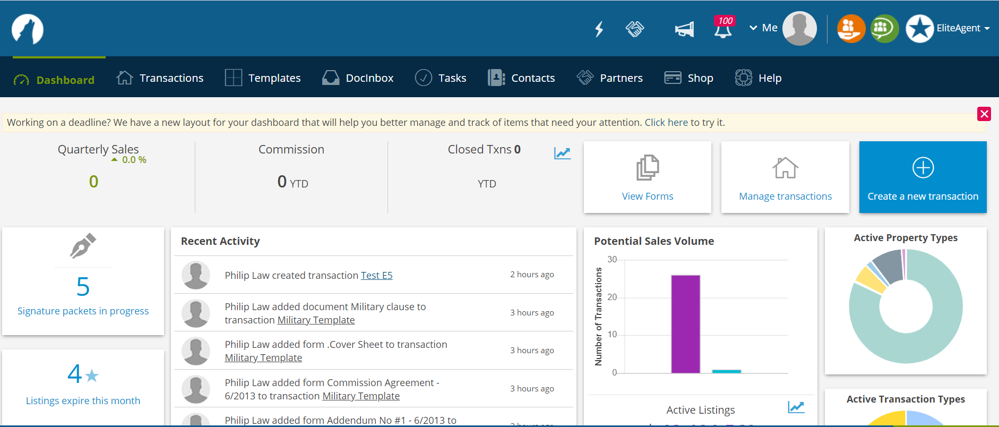 100
Me
EliteAgent
Dashboard
Transactions
Templates
DocInbox
Tasks
Contacts
Partners
Shop
Help
Working on a deadline? We have a new layout for your dashboard that will help you better manage and track of items that need your attention. Click here to try it.
Quarterly Sales
0.0 %
0
Commission
0 YTD
Closed Txns 0
YTD
View Forms
Manage transactions
Create a new transaction
5
Signature packets in progress
4
Listings expire this month
Recent Activity
Philip Law created transaction Test E5
2 hours ago
Philip Law added document Military clause to
transaction Military Template
3 hours ago
Philip Law added form .Cover Sheet to transaction
Military Template
3 hours ago
Philip Law added form Commission Agreement -
6/2013 to transaction Military Template
3 hours ago
Philip Law added form Addendum No #1 - 6/2013 to
Potential Sales Volume
Number of Transactions
30
20
10
0
Active Listings
Active Property Types
Active Transaction Types